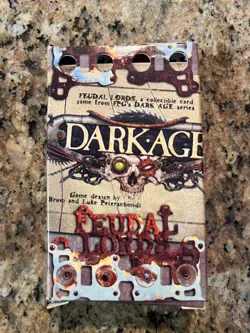 FEUDAL LORDS, a collectible card
game from FPG's DARK AGE series
DARK·AGE
Game design by
Brom and Luke Peterschmidt
FEUDAL
LORDS